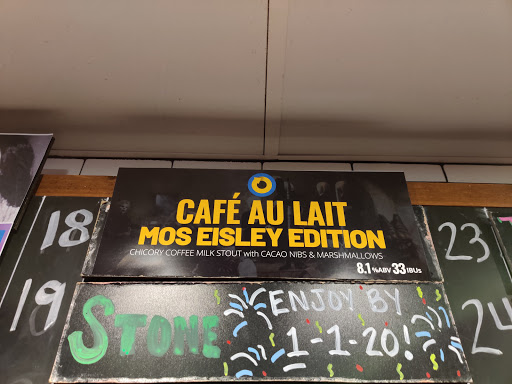 18
19
CAFÉ AU LAIT
MOS EISLEY EDITION
CHICORY COFFEE MILK STOUT with CACAO NIBS & MARSHMALLOWS
8.1%ABV 33IBUs
STONE
ENJOY BY
1-1-20!
23
24